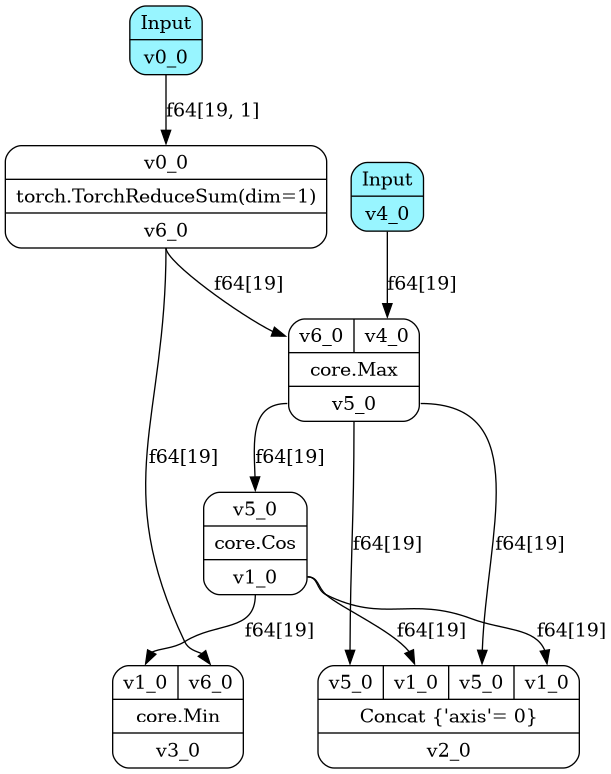 Input
v0_0
f64[19, 1]
v0_0
torch.TorchReduceSum(dim=1)
v6_0
Input
v4_0
f64[19]
f64[19]
v6_0 v4_0
core.Max
v5_0
f64[19]
f64[19]
v5_0
core.Cos
v1_0
f64[19]
f64[19]
f64[19]
f64[19]
f64[19]
v1_0 v6_0
core.Min
v3_0
v5_0 v1_0 v5_0 v1_0
Concat {'axis'= 0}
v2_0